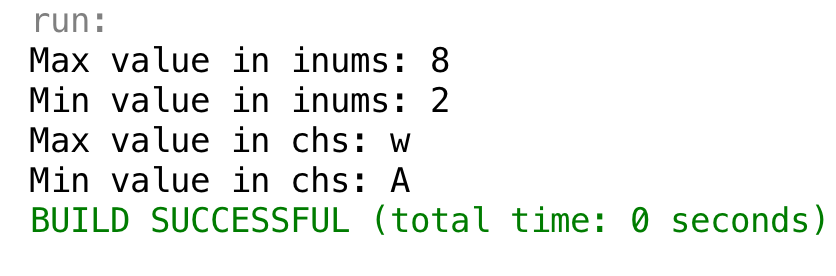 run:
Max value in inums: 8
Min value in inums: 2
Max value in chs: w
Min value in chs: A
BUILD SUCCESSFUL (total time: 0 seconds)